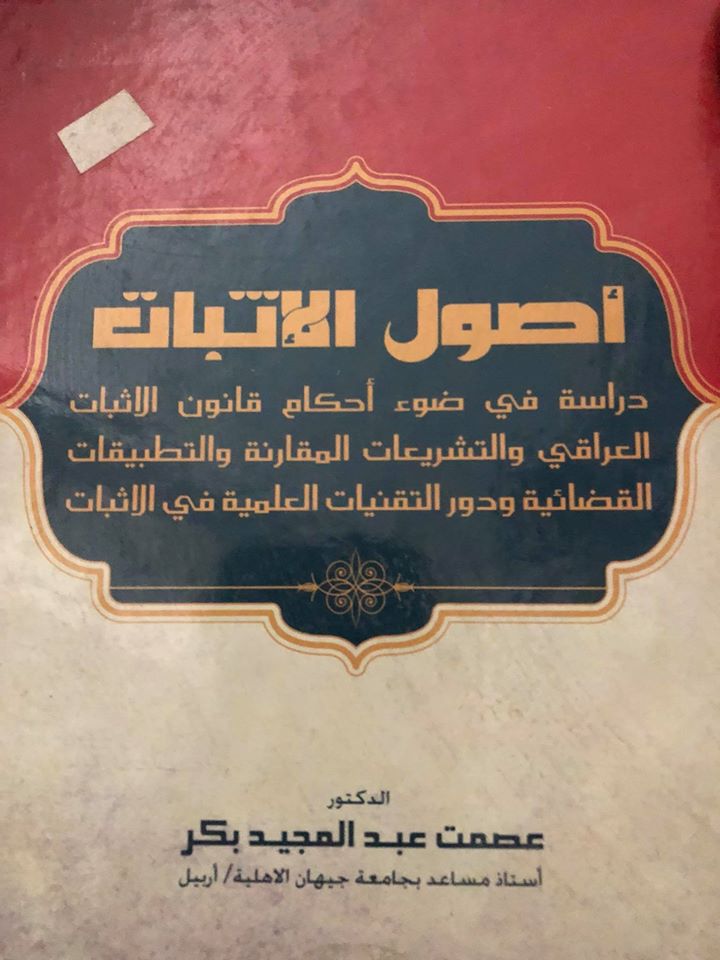 أصول الإثبات
دراسة في ضوء أحكام قانون الاثبات
العراقي والتشريعات المقارنة والتطبيقات
القضائية ودور التقنيات العلمية في الاثبات
الدكتور
عصمت عبد المجيد بكر
أستاذ مساعد بجامعة جيهان الاهلية/ أربيل